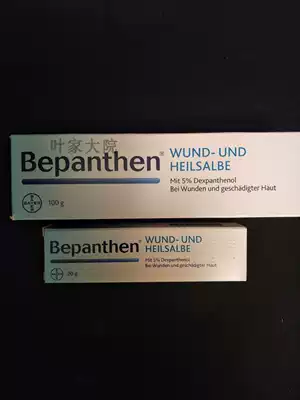 叶家大院
Bepanthen® WUND- UND
HEILSALBE
Mit 5% Dexpanthenol
Bei Wunden und geschädigter Haut
BAYER
100 g
Bepanthen® WUND- UND
HEILSALBE
Mit 5% Dexpanthenol
Bei Wunden und geschädigter Haut
20 g